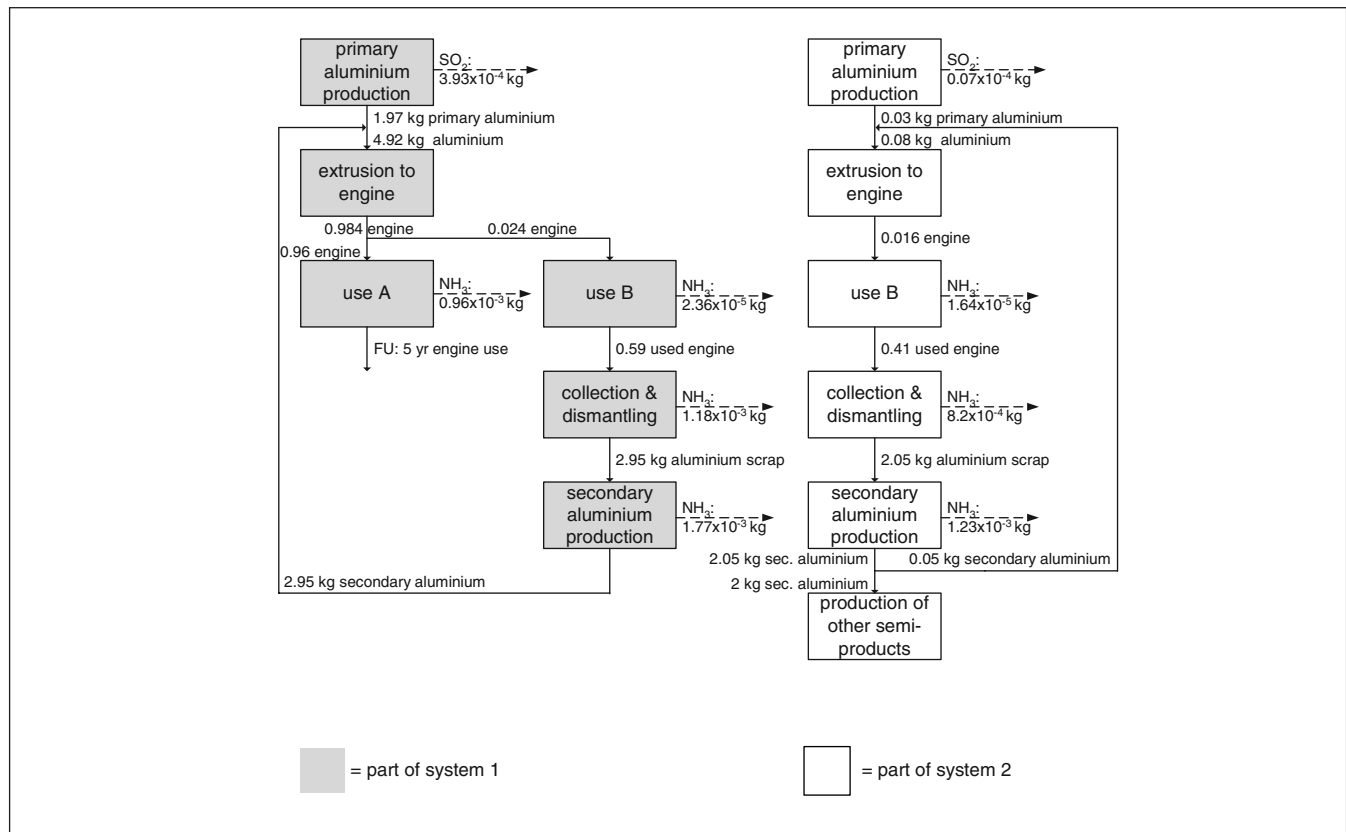 primary
aluminium
production
SO₂:
3.93x10⁻⁴ kg
1.97 kg primary aluminium
4.92 kg aluminium
extrusion to
engine
0.984 engine
0.024 engine
0.96 engine
use A
NH₃:
0.96x10⁻³ kg
use B
NH₃:
2.36x10⁻⁵ kg
FU: 5 yr engine use
0.59 used engine
collection &
dismantling
NH₃:
1.18x10⁻³ kg
2.95 kg aluminium scrap
secondary
aluminium
production
NH₃:
1.77x10⁻³ kg
2.95 kg secondary aluminium
primary
aluminium
production
SO₂:
0.07x10⁻⁴ kg
0.03 kg primary aluminium
0.08 kg aluminium
extrusion to
engine
0.016 engine
use B
NH₃:
1.64x10⁻⁵ kg
0.41 used engine
collection &
dismantling
NH₃:
8.2x10⁻⁴ kg
2.05 kg aluminium scrap
secondary
aluminium
production
NH₃:
1.23x10⁻³ kg
2.05 kg sec. aluminium
0.05 kg secondary aluminium
2 kg sec. aluminium
production of
other semi-
products
= part of system 1
= part of system 2